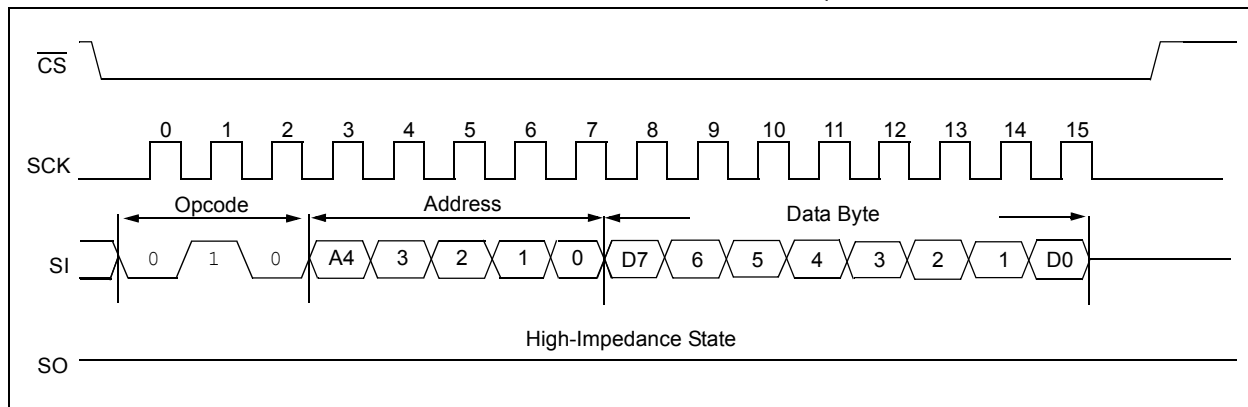 CS
0 1 2 3 4 5 6 7 8 9 10 11 12 13 14 15
SCK
Opcode Address Data Byte
SI 0 1 0 A4 3 2 1 0 D7 6 5 4 3 2 1 D0
High-Impedance State
SO